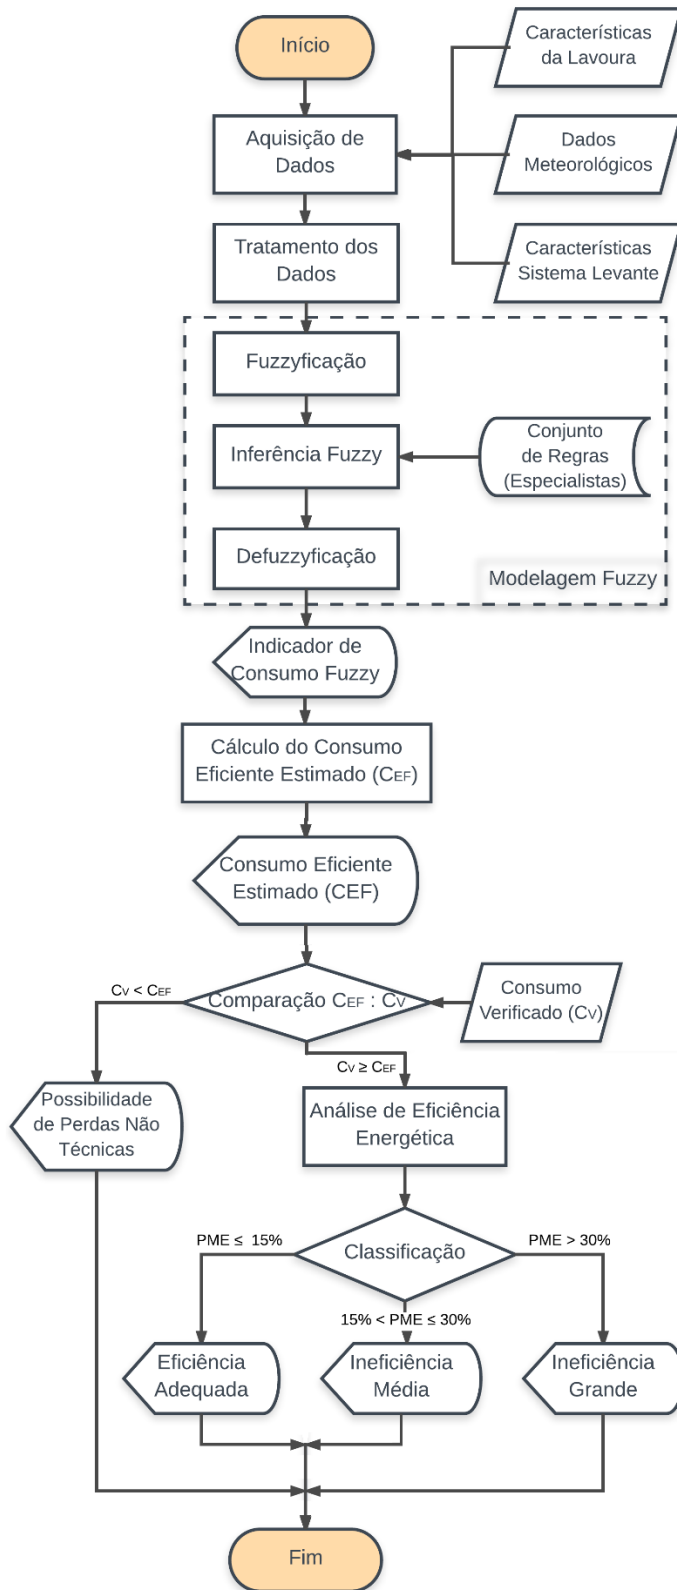 Início
Características
da Lavoura
Aquisição de
Dados
Dados
Meteorológicos
Tratamento dos
Dados
Características
Sistema Levante
Fuzzyficação
Inferência Fuzzy
Conjunto
de Regras
(Especialistas)
Defuzzyficação
Modelagem Fuzzy
Indicador de
Consumo Fuzzy
Cálculo do Consumo
Eficiente Estimado (CEF)
Consumo Eficiente
Estimado (CEF)
Comparação CEF : CV
Consumo
Verificado (CV)
CV < CEF
CV ≥ CEF
Possibilidade
de Perdas Não
Técnicas
Análise de Eficiência
Energética
Classificação
PME ≤ 15%
15% < PME ≤ 30%
PME > 30%
Eficiência
Adequada
Ineficiência
Média
Ineficiência
Grande
Fim